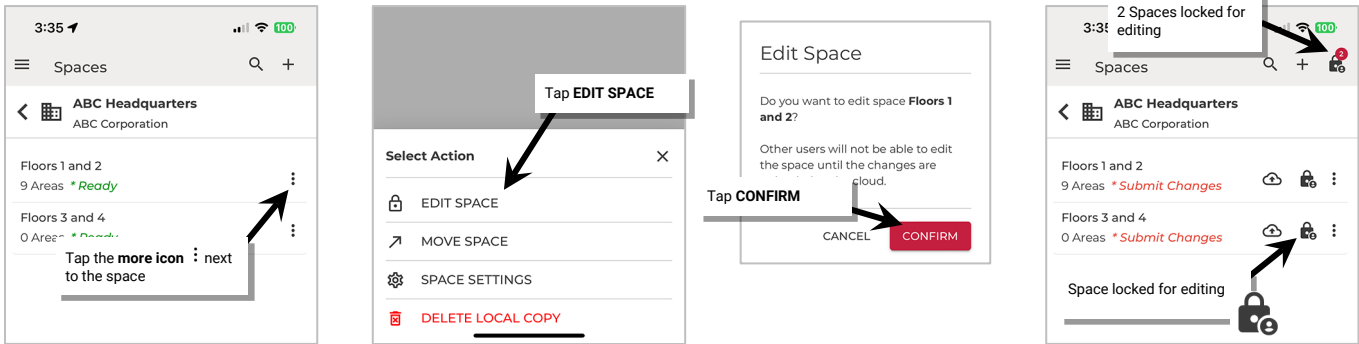 3:35
100
Spaces
ABC Headquarters
ABC Corporation
Floors 1 and 2
9 Areas * Ready
Floors 3 and 4
0 Areas * Ready
Tap the more icon ⋮ next
to the space
Tap EDIT SPACE
Select Action
EDIT SPACE
MOVE SPACE
SPACE SETTINGS
DELETE LOCAL COPY
Edit Space
Do you want to edit space Floors 1
and 2?
Other users will not be able to edit
the space until the changes are
cloud.
Tap CONFIRM
CANCEL
CONFIRM
2 Spaces locked for
editing
3:35
100
2
Spaces
ABC Headquarters
ABC Corporation
Floors 1 and 2
9 Areas * Submit Changes
Floors 3 and 4
0 Areas * Submit Changes
Space locked for editing